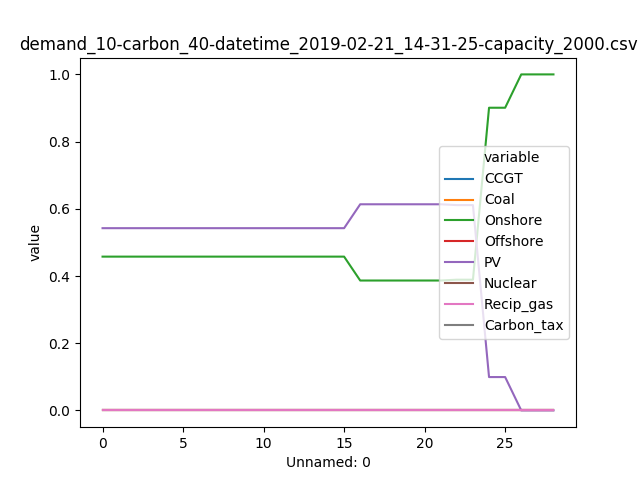 demand_10-carbon_40-datetime_2019-02-21_14-31-25-capacity_2000.csv
1.0
0.8
0.6
0.4
0.2
0.0
value
variable
CCGT
Coal
Onshore
Offshore
PV
Nuclear
Recip_gas
Carbon_tax
0 5 10 15 20 25
Unnamed: 0